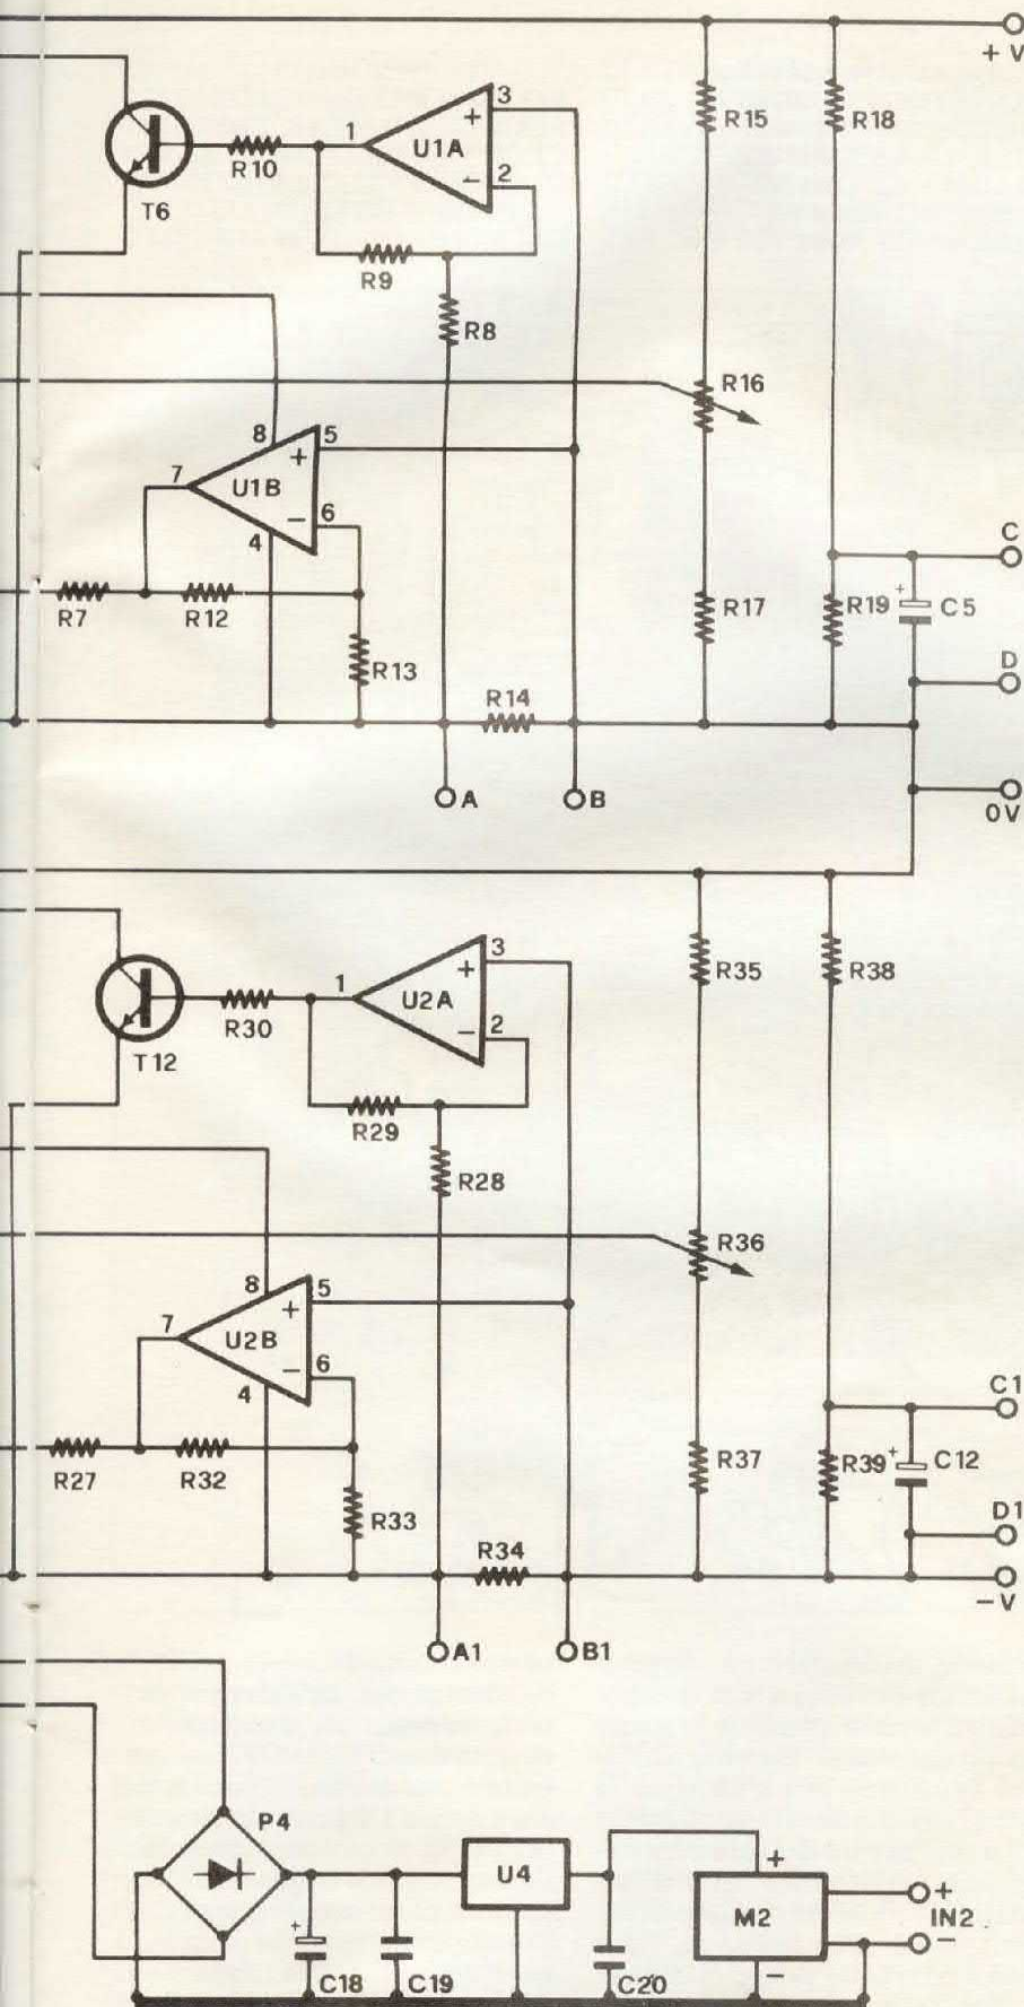 + V
3
+
1
U1A
R15
R18
R10
2
−
T6
R9
R8
R16
8
5
+
7
U1B
6
−
C
4
+
R7
R12
R17
R19
C5
R13
D
R14
A
B
0V
3
+
1
U2A
R35
R38
2
−
R30
T12
R29
R28
R36
8
5
+
7
U2B
6
−
C1
4
+
R27
R32
R37
R39
C12
R33
D1
R34
− V
A1
B1
P4
+
U4
+
M2
IN2
−
+
−
C18
C19
C20